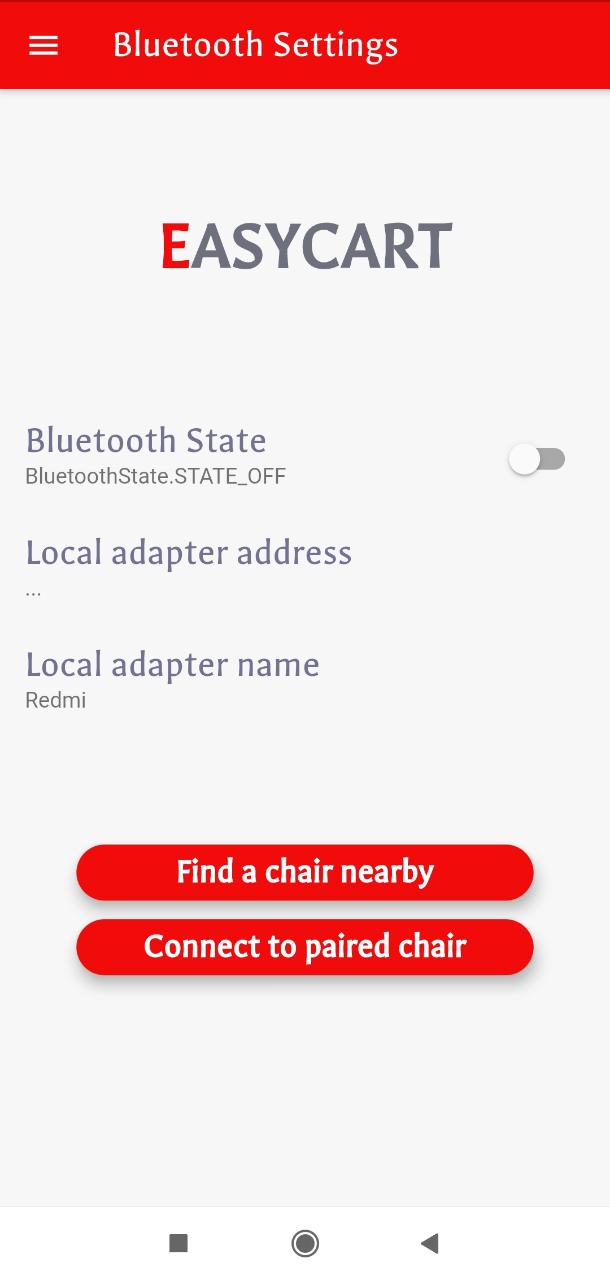 Bluetooth Settings
EASYCART
Bluetooth State
BluetoothState.STATE_OFF
Local adapter address
...
Local adapter name
Redmi
Find a chair nearby
Connect to paired chair